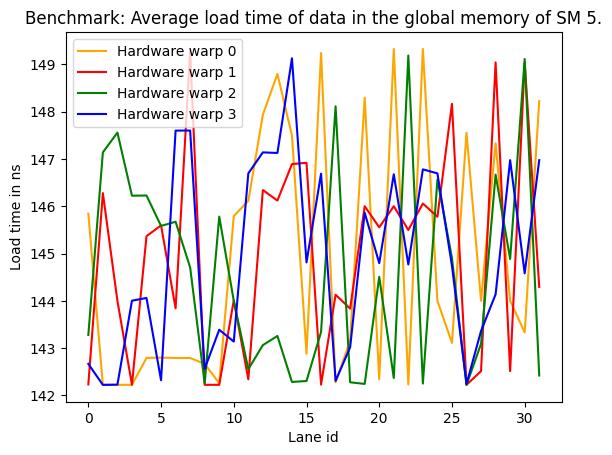 Benchmark: Average load time of data in the global memory of SM 5.
Hardware warp 0
Hardware warp 1
Hardware warp 2
Hardware warp 3
Load time in ns
149
148
147
146
145
144
143
142
0 5 10 15 20 25 30
Lane id